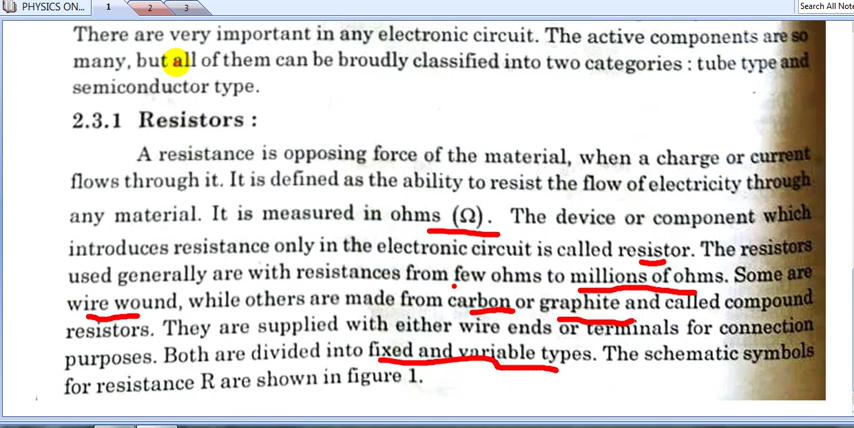 PHYSICS ON...
1
2
3
Search All Note
There are very important in any electronic circuit. The active components are so
many, but all of them can be broudly classified into two categories : tube type and
semiconductor type.
2.3.1 Resistors :
A resistance is opposing force of the material, when a charge or current
flows through it. It is defined as the ability to resist the flow of electricity through
any material. It is measured in ohms (Ω). The device or component which
introduces resistance only in the electronic circuit is called resistor. The resistors
used generally are with resistances from few ohms to millions of ohms. Some are
wire wound, while others are made from carbon or graphite and called compound
resistors. They are supplied with either wire ends or terminals for connection
purposes. Both are divided into fixed and variable types. The schematic symbols
for resistance R are shown in figure 1.